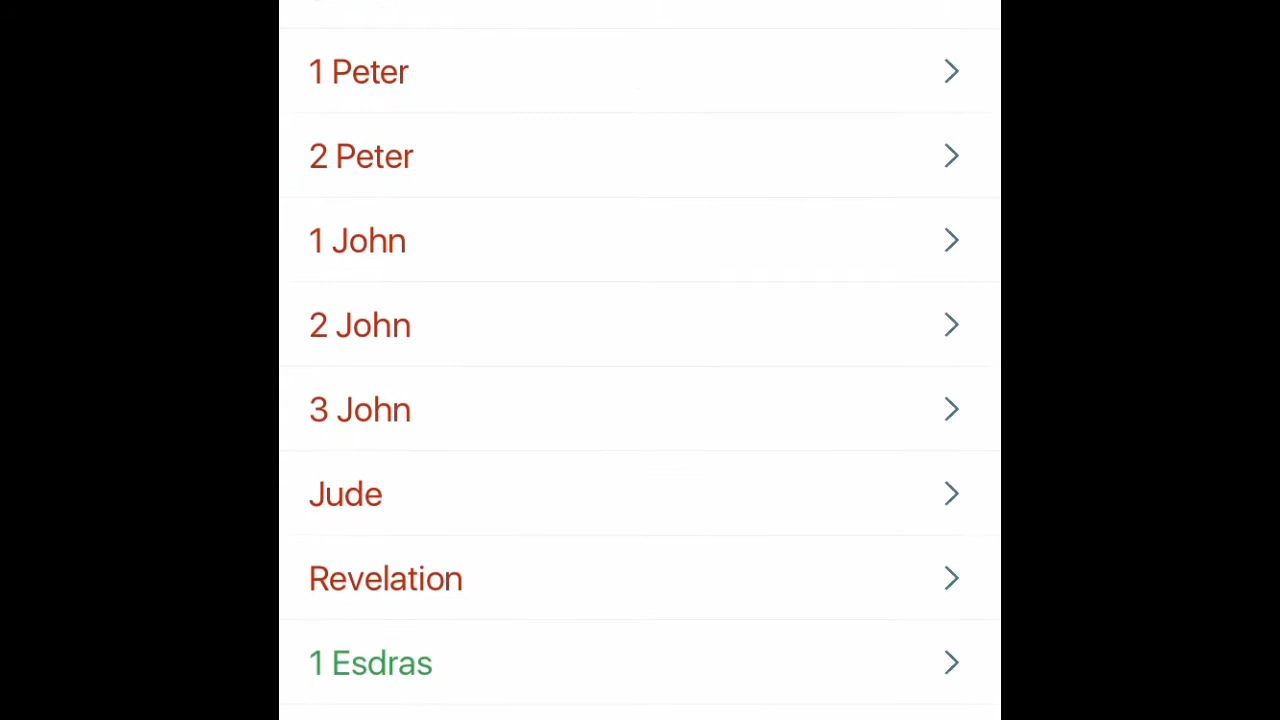 1 Peter
2 Peter
1 John
2 John
3 John
Jude
Revelation
1 Esdras